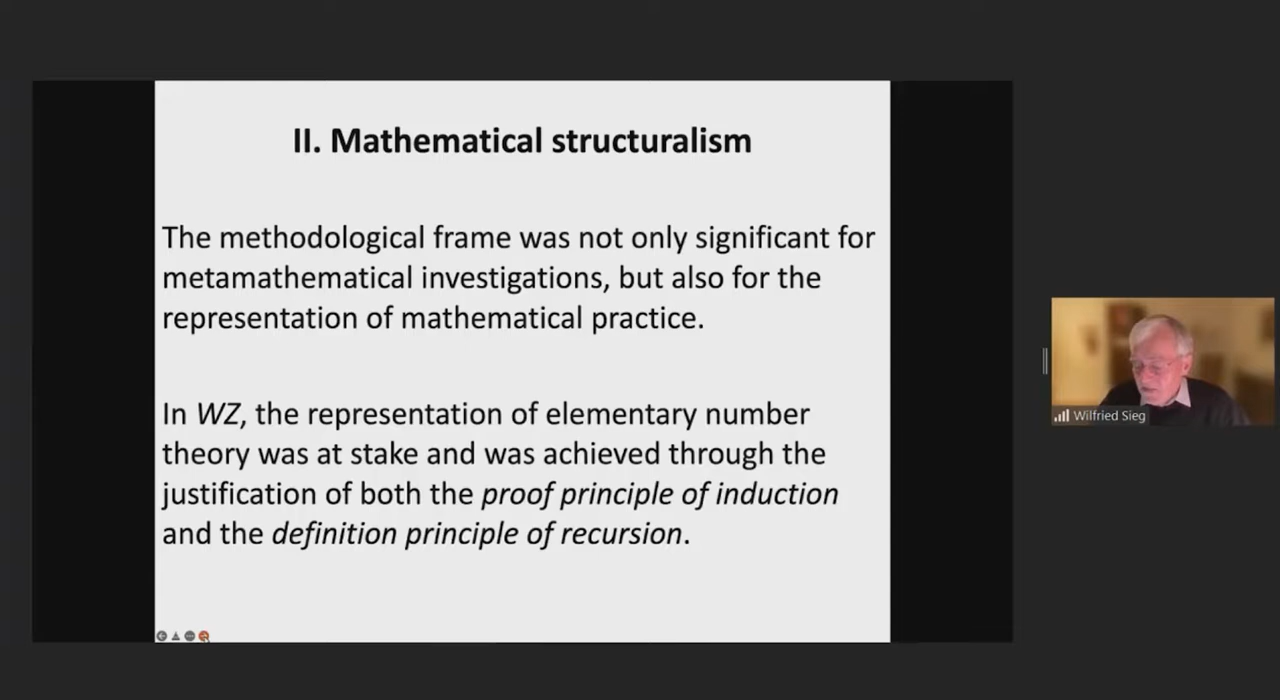 II. Mathematical structuralism
The methodological frame was not only significant for
metamathematical investigations, but also for the
representation of mathematical practice.
In WZ, the representation of elementary number
theory was at stake and was achieved through the
justification of both the proof principle of induction
and the definition principle of recursion.
Wilfried Sieg